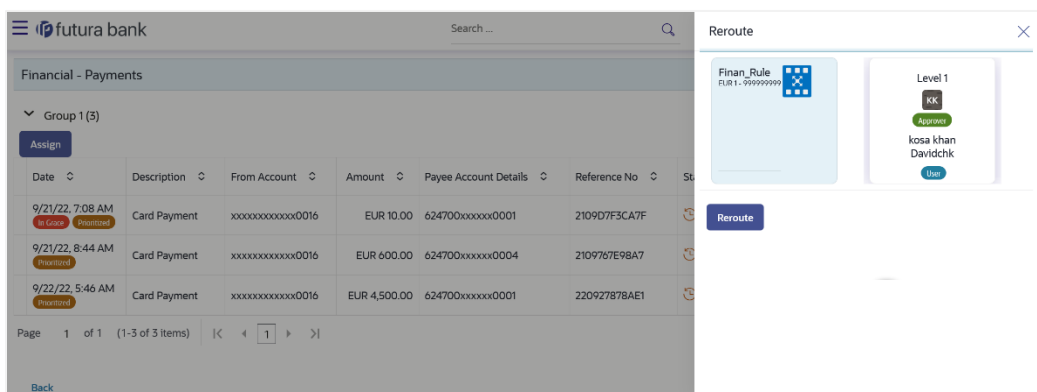 futura bank
Search ...
Financial - Payments
Group 1 (3)
Assign
Date Description From Account Amount Payee Account Details Reference No
9/21/22, 7:08 AM
In Grace Prioritized
Card Payment xxxxxxxxxxxx0016 EUR 10.00 624700xxxxxx0001 2109D7F3CA7F
9/21/22, 8:44 AM
Prioritized
Card Payment xxxxxxxxxxxx0016 EUR 600.00 624700xxxxxx0004 2109767E98A7
9/22/22, 5:46 AM
Prioritized
Card Payment xxxxxxxxxxxx0016 EUR 4,500.00 624700xxxxxx0001 220927878AE1
Page 1 of 1 (1-3 of 3 items) 1
Back
Reroute
Finan_Rule
EUR 1 - 999999999
Level 1
KK
Approver
kosa khan
Davidchk
User
Reroute